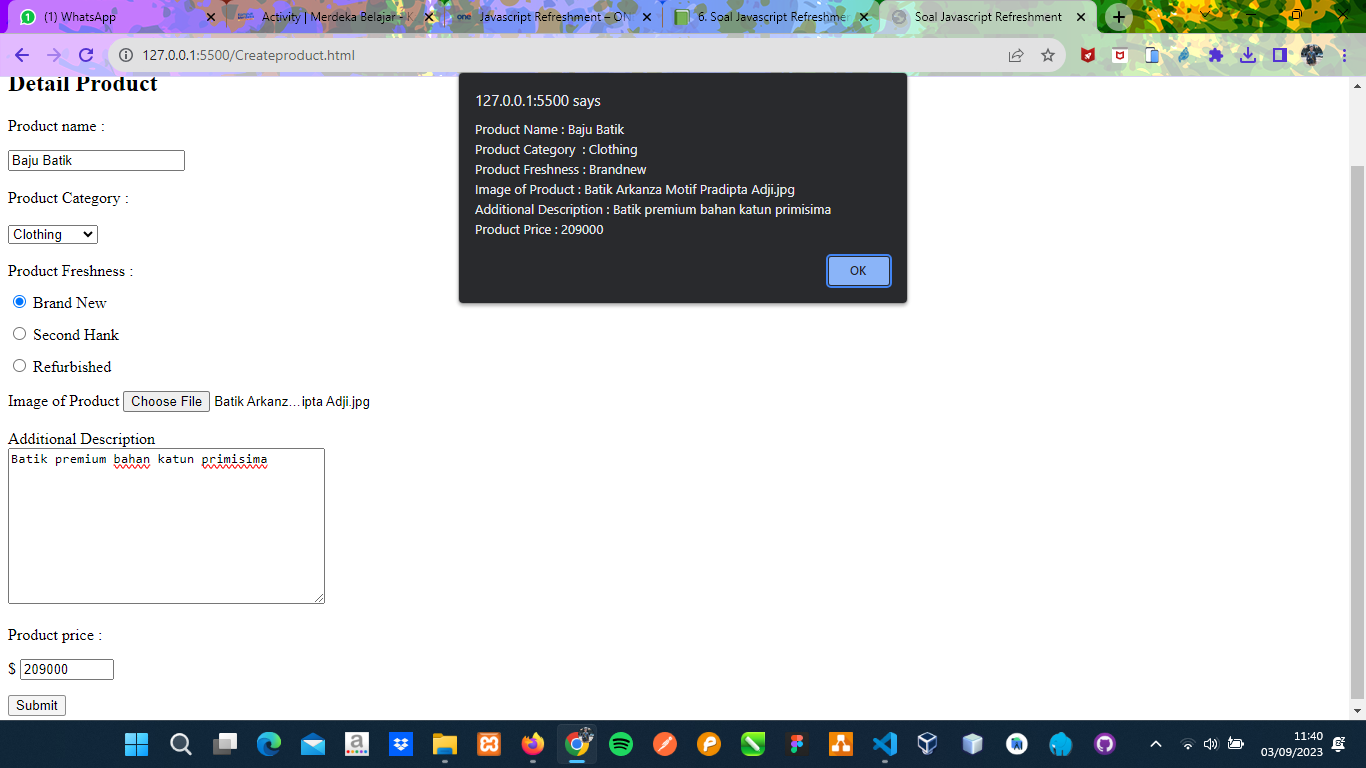 (1) WhatsApp
Activity | Merdeka Belajar - K
Javascript Refreshment – ON
6. Soal Javascript Refreshmer
Soal Javascript Refreshment
127.0.0.1:5500/Createproduct.html
Detail Product
Product name :
Baju Batik
Product Category :
Clothing
Product Freshness :
Brand New
Second Hank
Refurbished
Image of Product Choose File Batik Arkanz...ipta Adji.jpg
Additional Description
Batik premium bahan katun primisima
Product price :
$ 209000
Submit
127.0.0.1:5500 says
Product Name : Baju Batik
Product Category : Clothing
Product Freshness : Brandnew
Image of Product : Batik Arkanza Motif Pradipta Adji.jpg
Additional Description : Batik premium bahan katun primisima
Product Price : 209000
OK
11:40
03/09/2023